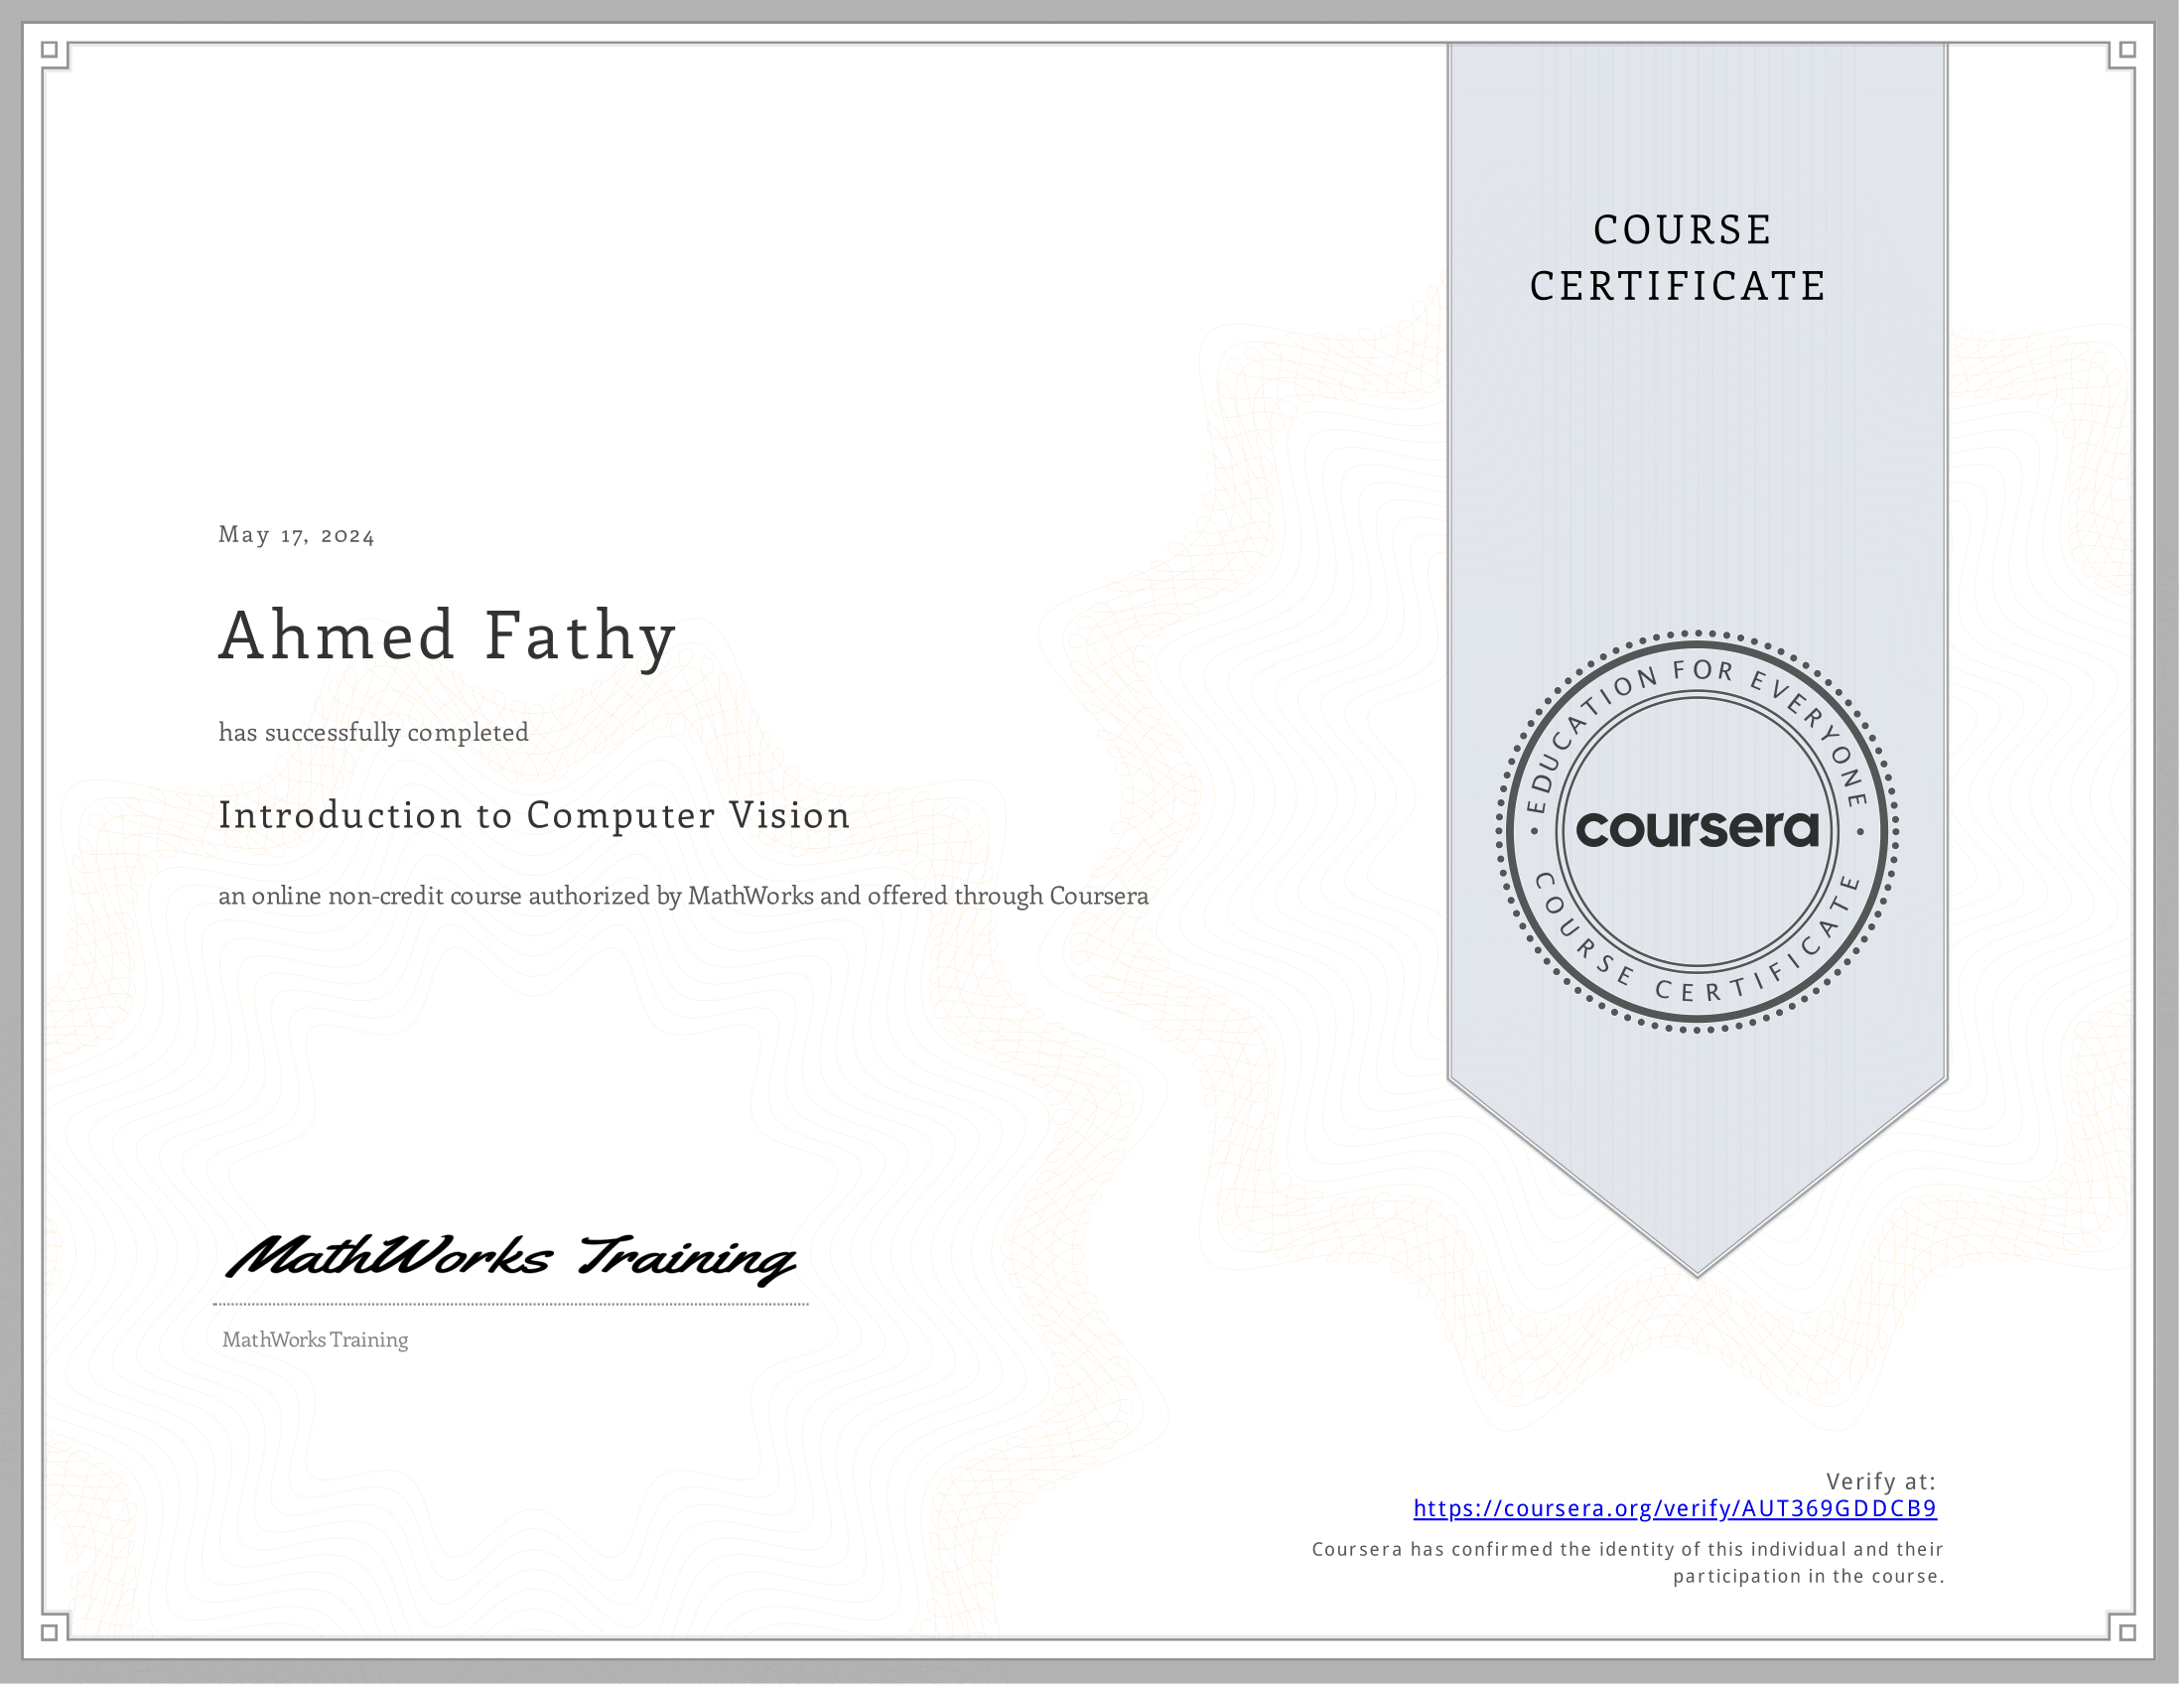 COURSE
CERTIFICATE
May 17, 2024
Ahmed Fathy
has successfully completed
Introduction to Computer Vision
an online non-credit course authorized by MathWorks and offered through Coursera
EDUCATION FOR EVERYONE
coursera
COURSE CERTIFICATE
MathWorks Training
MathWorks Training
Verify at:
https://coursera.org/verify/AUT369GDDCB9
Coursera has confirmed the identity of this individual and their
participation in the course.